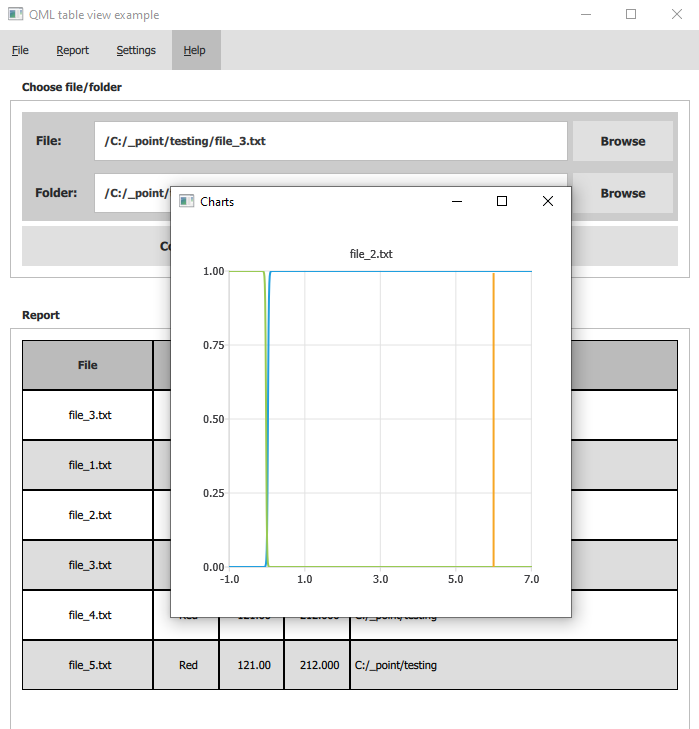 QML table view example
File Report Settings Help
Choose file/folder
File: /C:/_point/testing/file_3.txt Browse
Folder: /C:/_point/ Browse
Charts
file_2.txt
1.00
0.75
0.50
0.25
0.00
-1.0 1.0 3.0 5.0 7.0
Report
File
file_3.txt
file_1.txt
file_2.txt
file_3.txt
file_4.txt Red 121.00 212.000 C:/_point/testing
file_5.txt Red 121.00 212.000 C:/_point/testing